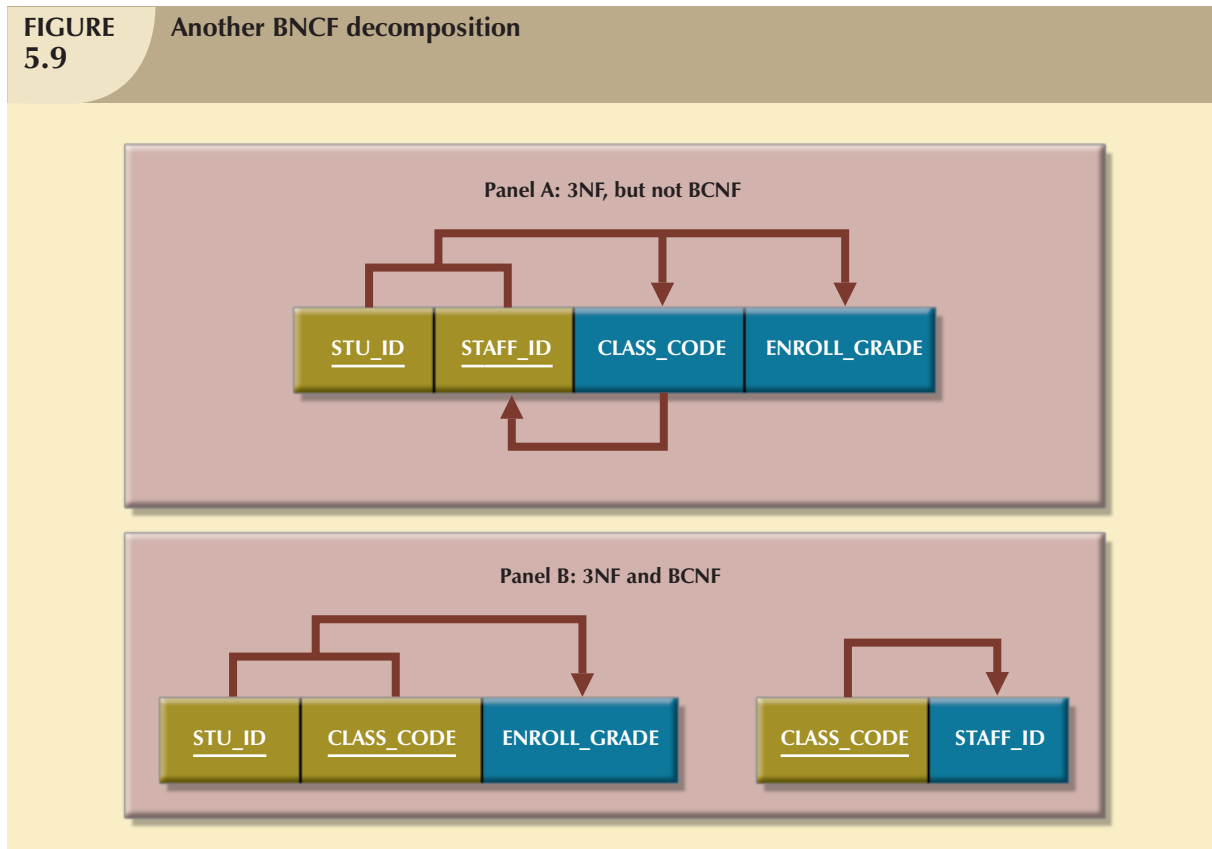 FIGURE
5.9
Another BNCF decomposition
Panel A: 3NF, but not BCNF
STU_ID STAFF_ID CLASS_CODE ENROLL_GRADE
Panel B: 3NF and BCNF
STU_ID CLASS_CODE ENROLL_GRADE CLASS_CODE STAFF_ID